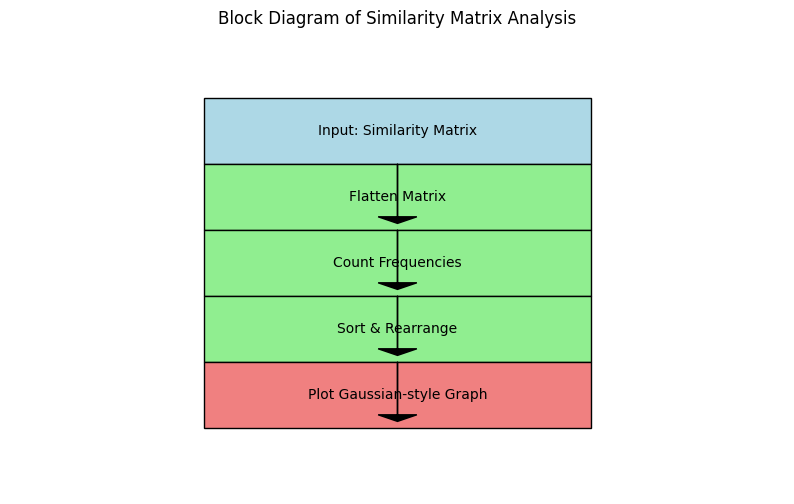 Block Diagram of Similarity Matrix Analysis
Input: Similarity Matrix
Flatten Matrix
Count Frequencies
Sort & Rearrange
Plot Gaussian-style Graph